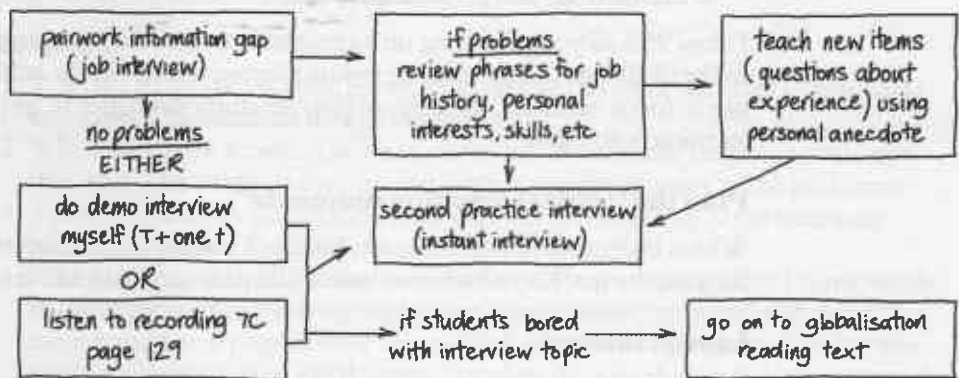 pairwork information gap
(job interview)
no problems
EITHER
do demo interview
myself (T + one t)
OR
listen to recording 7C
page 129
if problems
review phrases for job
history, personal
interests, skills, etc
teach new items
(questions about
experience) using
personal anecdote
second practice interview
(instant interview)
if students bored
with interview topic
go on to globalisation
reading text